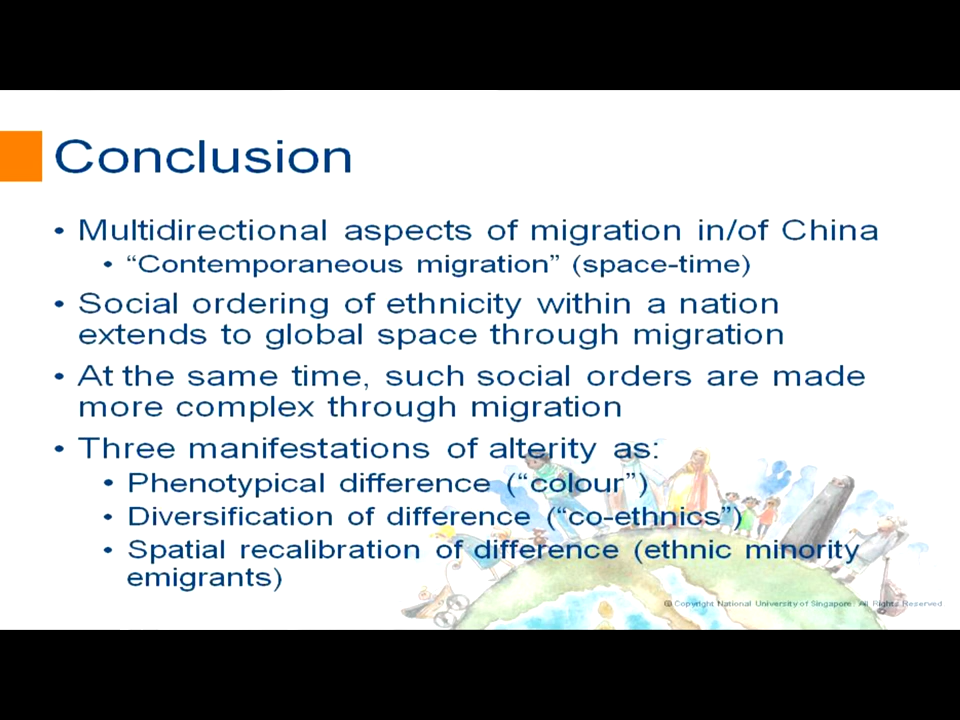 Conclusion
• Multidirectional aspects of migration in/of China
• “Contemporaneous migration” (space-time)
• Social ordering of ethnicity within a nation
extends to global space through migration
• At the same time, such social orders are made
more complex through migration
• Three manifestations of alterity as:
• Phenotypical difference (“colour”)
• Diversification of difference (“co-ethnics”)
• Spatial recalibration of difference (ethnic minority
emigrants)
© Copyright National University of Singapore. All Rights Reserved